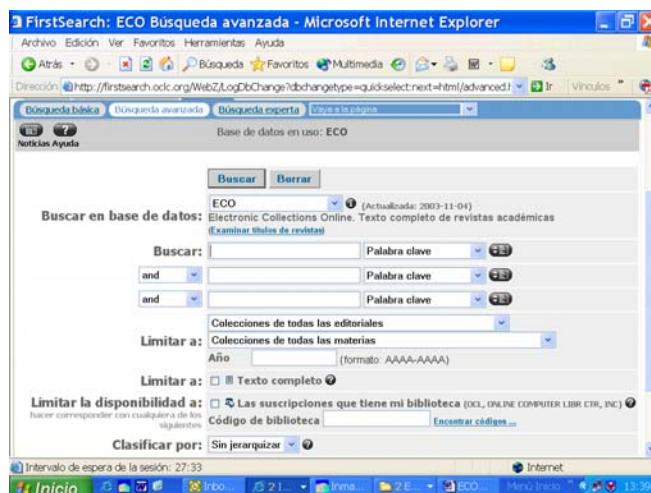 FirstSearch: ECO Búsqueda avanzada - Microsoft Internet Explorer
Archivo Edición Ver Favoritos Herramientas Ayuda
Atrás Búsqueda Favoritos Multimedia
Dirección http://firstsearch.oclc.org/WebZ/LogDbChange?dbchangetype=quickselect:next=html/advanced.h Ir Vínculos »
Búsqueda básica Búsqueda avanzada Búsqueda experta Vaya a la página
Noticias Ayuda
Base de datos en uso: ECO
Buscar Borrar
Buscar en base de datos: ECO (Actualizada: 2003-11-04)
Electronic Collections Online. Texto completo de revistas académicas
(Examinar títulos de revistas)
Buscar: Palabra clave
and Palabra clave
and Palabra clave
Limitar a: Colecciones de todas las editoriales
Colecciones de todas las materias
Año (formato: AAAA-AAAA)
Limitar a: Texto completo
Limitar la disponibilidad a: Las suscripciones que tiene mi biblioteca (OCL, ONLINE COMPUTER LIBR CTR, INC)
hacer corresponder con cualquiera de los siguientes
Código de biblioteca Encontrar códigos ...
Clasificar por: Sin jerarquizar
Intervalo de espera de la sesión: 27:33 Internet
Inicio Inbo... 2 1... Inma... 2 E... ECO... Menú Inicio » 13:39